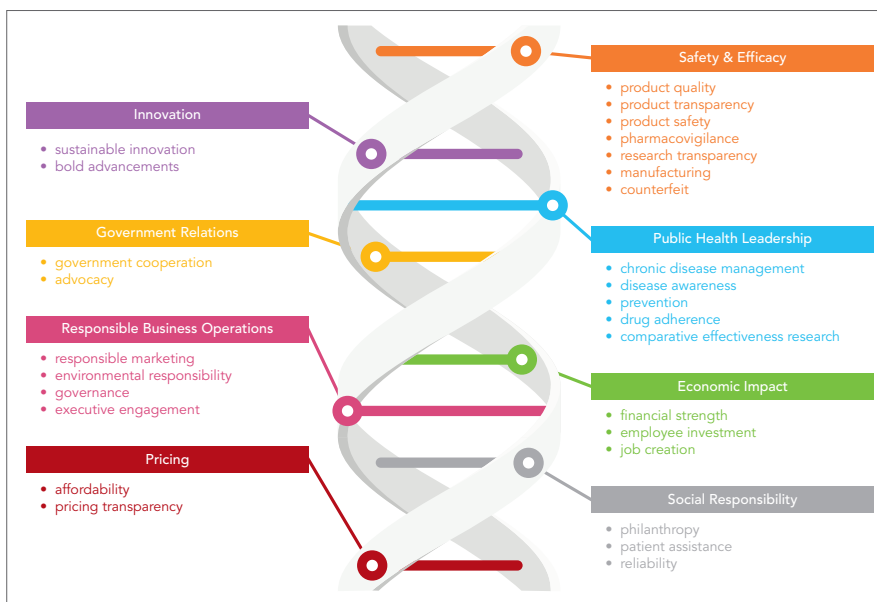 Innovation
• sustainable innovation
• bold advancements
Government Relations
• government cooperation
• advocacy
Responsible Business Operations
• responsible marketing
• environmental responsibility
• governance
• executive engagement
Pricing
• affordability
• pricing transparency
Safety & Efficacy
• product quality
• product transparency
• product safety
• pharmacovigilance
• research transparency
• manufacturing
• counterfeit
Public Health Leadership
• chronic disease management
• disease awareness
• prevention
• drug adherence
• comparative effectiveness research
Economic Impact
• financial strength
• employee investment
• job creation
Social Responsibility
• philanthropy
• patient assistance
• reliability